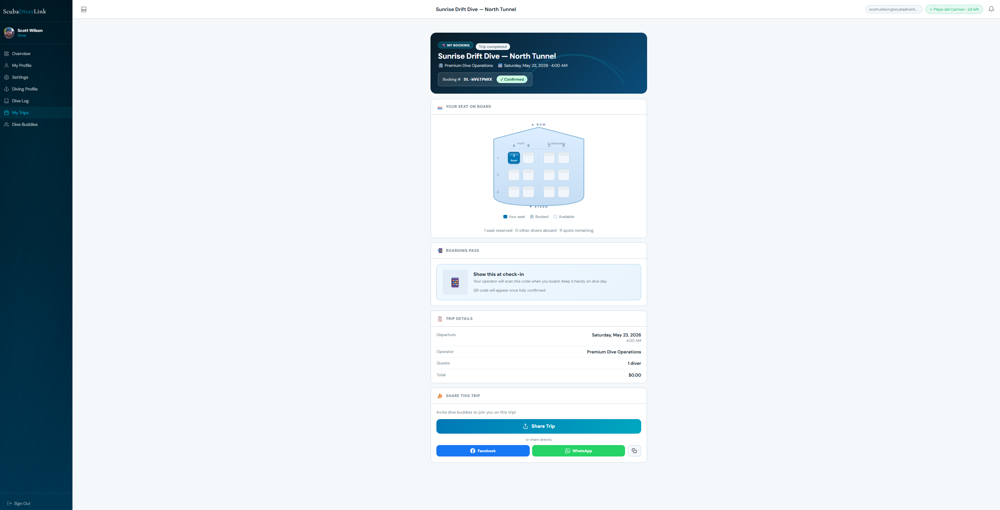 ScubaDiverLink
Scott Wilson
Diver
Overview
My Profile
Settings
Diving Profile
Dive Log
My Trips
Dive Buddies
Sign Out
Sunrise Drift Dive — North Tunnel
scott.wilson@scubadiverli...
Playa del Carmen · 2d left
MY BOOKING
Trip completed
Sunrise Drift Dive — North Tunnel
Premium Dive Operations Saturday, May 23, 2026 · 4:00 AM
Booking # DL-WVGTPWKK ✓ Confirmed
YOUR SEAT ON BOARD
▲ BOW
PORT STARBOARD
A B C D
1 1
Scott
2
3
▼ STERN
Your seat Booked Available
1 seat reserved · 0 other divers aboard · 11 spots remaining
BOARDING PASS
Show this at check-in
Your operator will scan this code when you board. Keep it handy on dive day.
QR code will appear once fully confirmed
TRIP DETAILS
Departure Saturday, May 23, 2026
4:00 AM
Operator Premium Dive Operations
Guests 1 diver
Total $0.00
SHARE THIS TRIP
Invite dive buddies to join you on this trip!
Share Trip
or share directly
Facebook WhatsApp